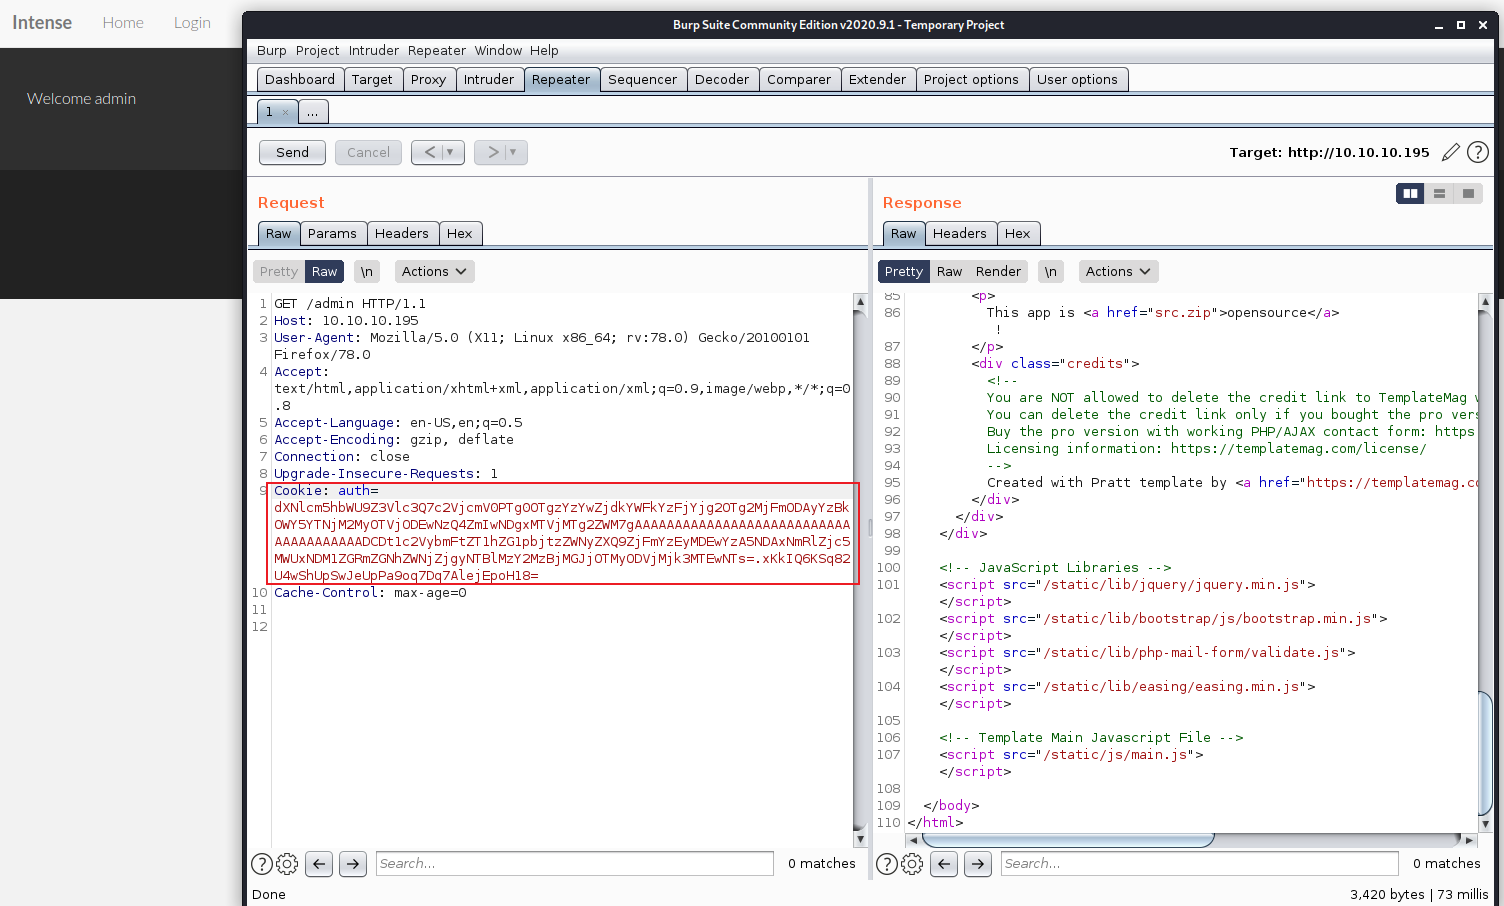 Intense Home Login
Welcome admin
Burp Suite Community Edition v2020.9.1 - Temporary Project
Burp Project Intruder Repeater Window Help
Dashboard Target Proxy Intruder Repeater Sequencer Decoder Comparer Extender Project options User options
1 × ...
Send Cancel < > Target: http://10.10.10.195 ?
Request
Raw Params Headers Hex
Pretty Raw \n Actions
1 GET /admin HTTP/1.1
2 Host: 10.10.10.195
3 User-Agent: Mozilla/5.0 (X11; Linux x86_64; rv:78.0) Gecko/20100101
Firefox/78.0
4 Accept:
text/html,application/xhtml+xml,application/xml;q=0.9,image/webp,*/*;q=0
.8
5 Accept-Language: en-US,en;q=0.5
6 Accept-Encoding: gzip, deflate
7 Connection: close
8 Upgrade-Insecure-Requests: 1
9 Cookie: auth=
dXNlcm5hbWU9Z3Vlc3Q7c2VjcmV0PTg0OTgzYzYwZjdkYWFkYzFjYjg2OTg2MjFmODAyYzBk
OWY5YTNjM2MyOTVjODEwNzQ4ZmIwNDgxMTVjMTg2ZWM7gAAAAAAAAAAAAAAAAAAAAAAAAAAA
AAAAAAAAAAADCDt1c2VybmFtZT1hZG1pbjtzZWNyZXQ9ZjFmYzEyMDEwYzA5NDAxNmRlZjc5
MWUxNDM1ZGRmZGNhZWNjZjgyNTBlMzY2MzBjMGJjOTMyODVjMjk3MTEwNTs=.xKkIQ6KSq82
U4wShUpSwJeUpPa9oq7Dq7AlejEpoH18=
10 Cache-Control: max-age=0
11
12
? Search... 0 matches
Done
Response
Raw Headers Hex
Pretty Raw Render \n Actions
85 <p>
86 This app is <a href="src.zip">opensource</a>
!
87 </p>
88 <div class="credits">
89 <!--
90 You are NOT allowed to delete the credit link to TemplateMag
91 You can delete the credit link only if you bought the pro
92 Buy the pro version with working PHP/AJAX contact form: https
93 Licensing information: https://templatemag.com/license/
94 -->
95 Created with Pratt template by <a href="https://templatemag.
96 </div>
97 </div>
98 </div>
99
100 <!-- JavaScript Libraries -->
101 <script src="/static/lib/jquery/jquery.min.js">
</script>
102 <script src="/static/lib/bootstrap/js/bootstrap.min.js">
</script>
103 <script src="/static/lib/php-mail-form/validate.js">
</script>
104 <script src="/static/lib/easing/easing.min.js">
</script>
105
106 <!-- Template Main Javascript File -->
107 <script src="/static/js/main.js">
</script>
108
109 </body>
110 </html>
? Search... 0 matches
3,420 bytes | 73 millis